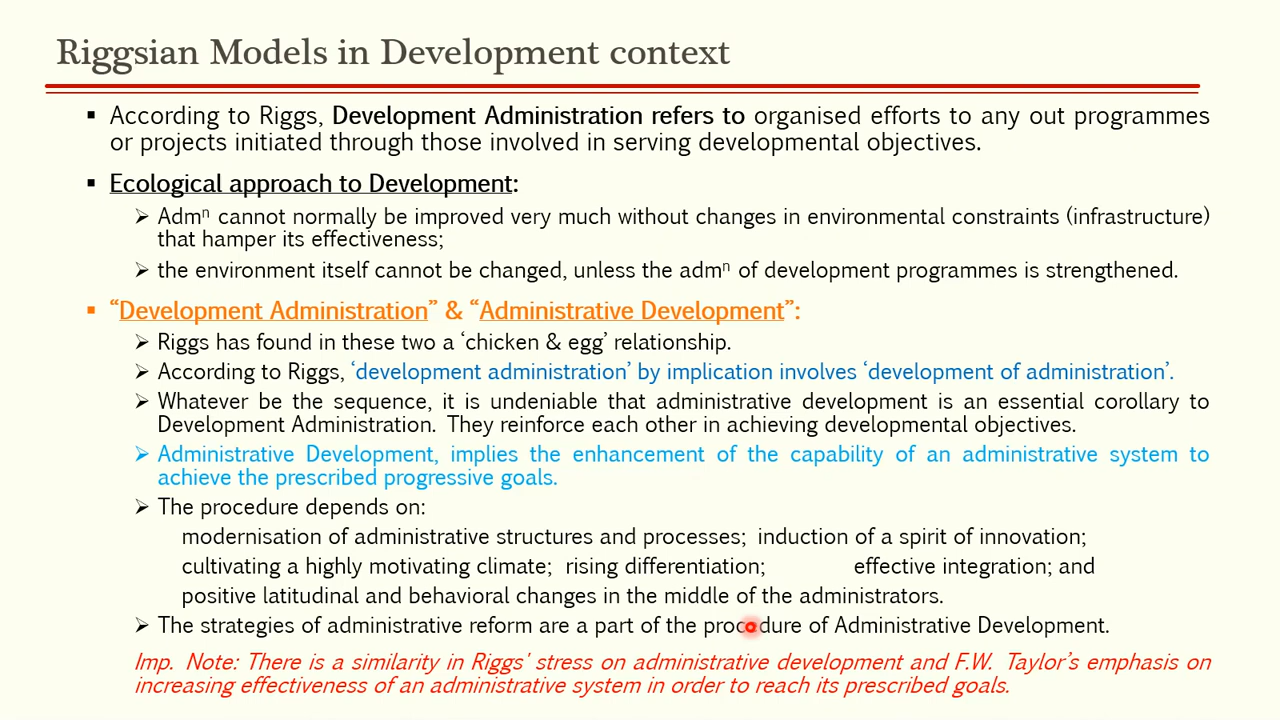 Riggsian Models in Development context
▪ According to Riggs, Development Administration refers to organised efforts to any out programmes
or projects initiated through those involved in serving developmental objectives.
▪ Ecological approach to Development:
➢ Admⁿ cannot normally be improved very much without changes in environmental constraints (infrastructure)
that hamper its effectiveness;
➢ the environment itself cannot be changed, unless the admⁿ of development programmes is strengthened.
▪ “Development Administration” & “Administrative Development”:
➢ Riggs has found in these two a ‘chicken & egg’ relationship.
➢ According to Riggs, ‘development administration’ by implication involves ‘development of administration’.
➢ Whatever be the sequence, it is undeniable that administrative development is an essential corollary to
Development Administration. They reinforce each other in achieving developmental objectives.
➢ Administrative Development, implies the enhancement of the capability of an administrative system to
achieve the prescribed progressive goals.
➢ The procedure depends on:
modernisation of administrative structures and processes; induction of a spirit of innovation;
cultivating a highly motivating climate; rising differentiation; effective integration; and
positive latitudinal and behavioral changes in the middle of the administrators.
➢ The strategies of administrative reform are a part of the procedure of Administrative Development.
Imp. Note: There is a similarity in Riggs' stress on administrative development and F.W. Taylor’s emphasis on
increasing effectiveness of an administrative system in order to reach its prescribed goals.